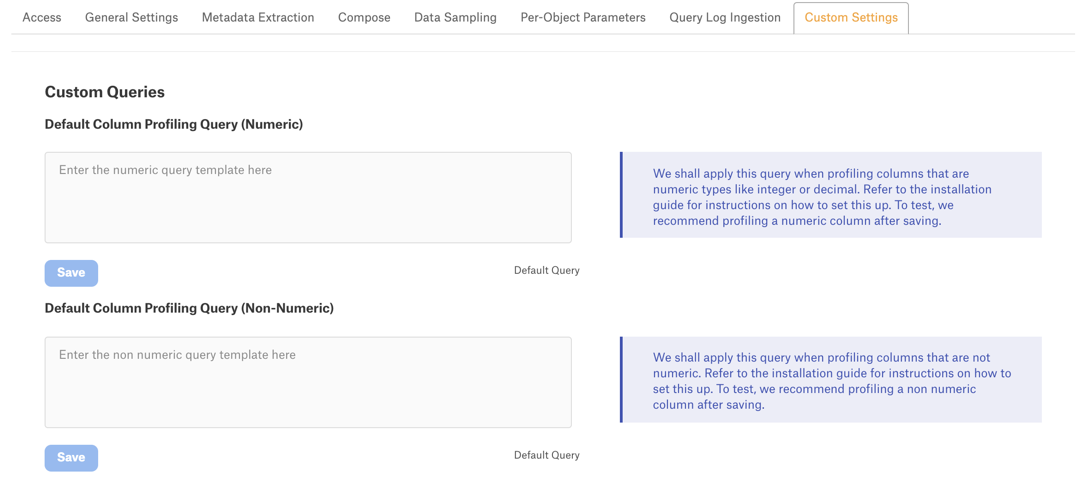 Access General Settings Metadata Extraction Compose Data Sampling Per-Object Parameters Query Log Ingestion Custom Settings
Custom Queries
Default Column Profiling Query (Numeric)
Enter the numeric query template here
We shall apply this query when profiling columns that are
numeric types like integer or decimal. Refer to the installation
guide for instructions on how to set this up. To test, we
recommend profiling a numeric column after saving.
Save
Default Query
Default Column Profiling Query (Non-Numeric)
Enter the non numeric query template here
We shall apply this query when profiling columns that are not
numeric. Refer to the installation guide for instructions on how to
set this up. To test, we recommend profiling a non numeric
column after saving.
Save
Default Query